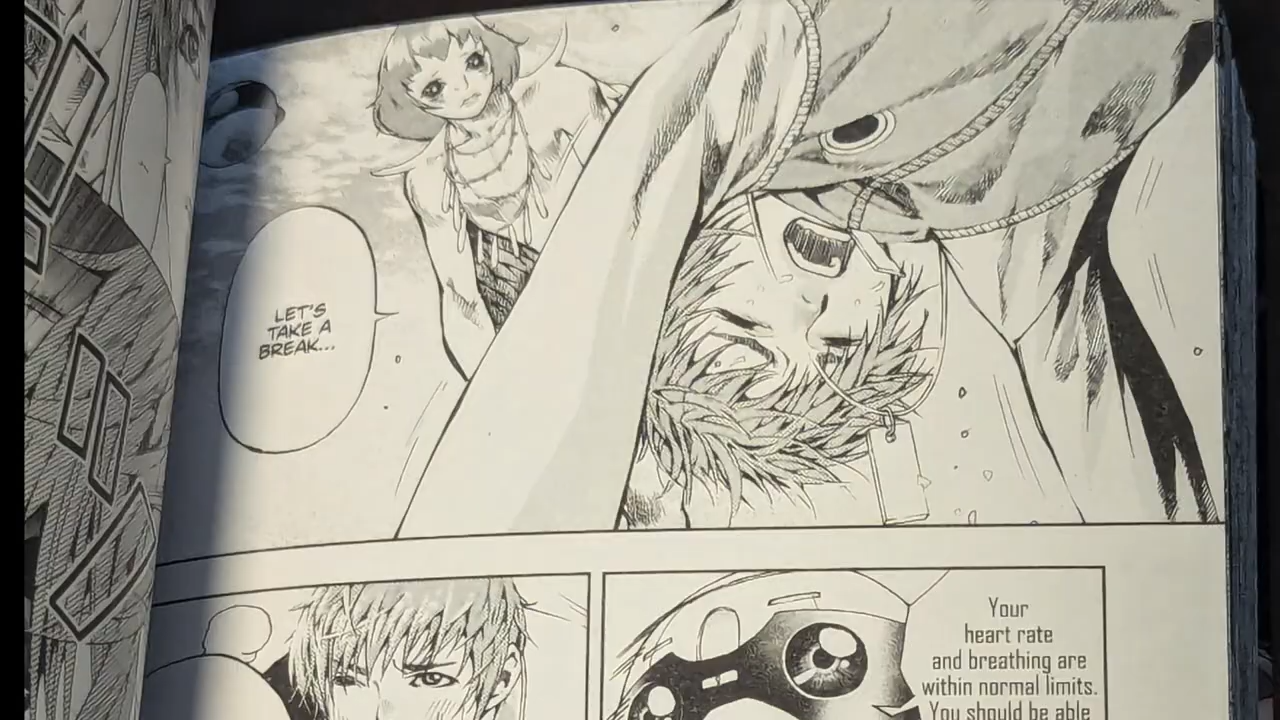 LET'S
TAKE A
BREAK...
Your
heart rate
and breathing are
within normal limits.
You should be able